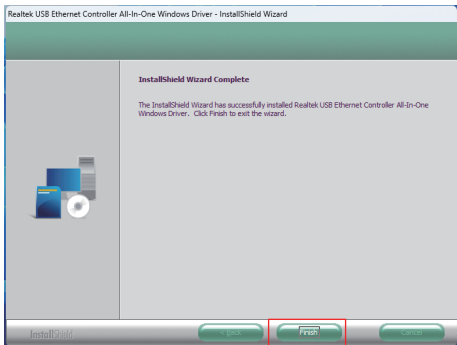 Realtek USB Ethernet Controller All-In-One Windows Driver - InstallShield Wizard
InstallShield Wizard Complete
The InstallShield Wizard has successfully installed Realtek USB Ethernet Controller All-In-One
Windows Driver. Click Finish to exit the wizard.
InstallShield
< Back
Finish
Cancel